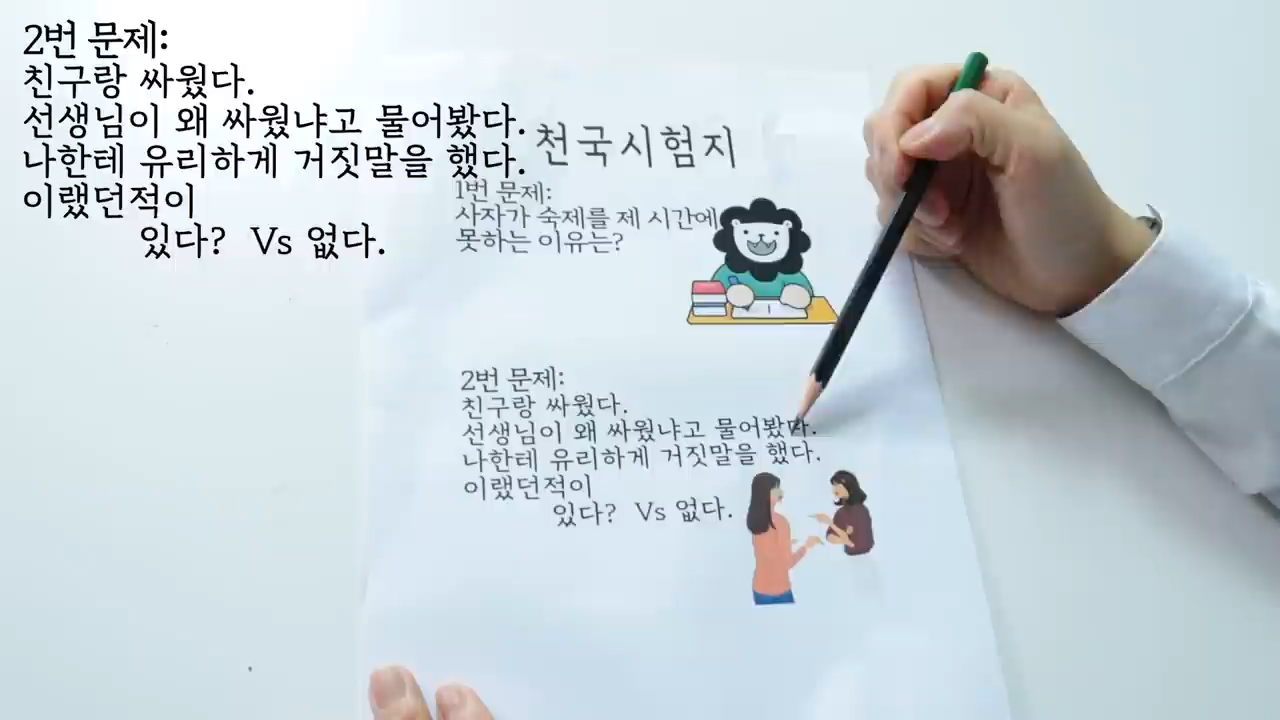 2번 문제:
친구랑 싸웠다.
선생님이 왜 싸웠냐고 물어봤다.
나한테 유리하게 거짓말을 했다.
이랬던적이
있다? Vs 없다.
천국시험지
1번 문제:
사자가 숙제를 제 시간에
못하는 이유는?
2번 문제:
친구랑 싸웠다.
선생님이 왜 싸웠냐고 물어봤다.
나한테 유리하게 거짓말을 했다.
이랬던적이
있다? Vs 없다.